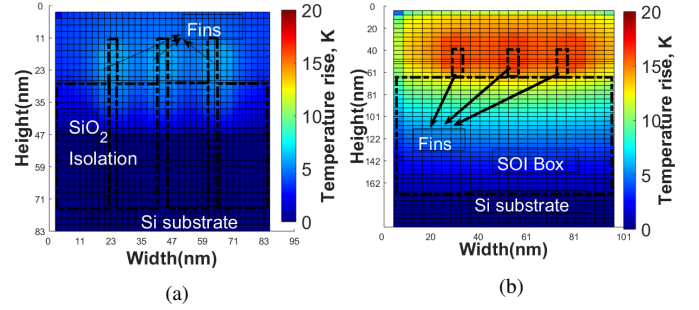 0
11
23
35
47
59
71
83
Height(nm)
0 11 23 35 47 59 71 83 95
Width(nm)
Fins
SiO2
Isolation
Si substrate
20
15
10
5
0
Temperature rise, K
(a)
0
20
40
61
81
101
121
142
162
Height(nm)
0 20 40 60 81 101
Width(nm)
Fins
SOI Box
Si substrate
20
15
10
5
0
Temperature rise, K
(b)